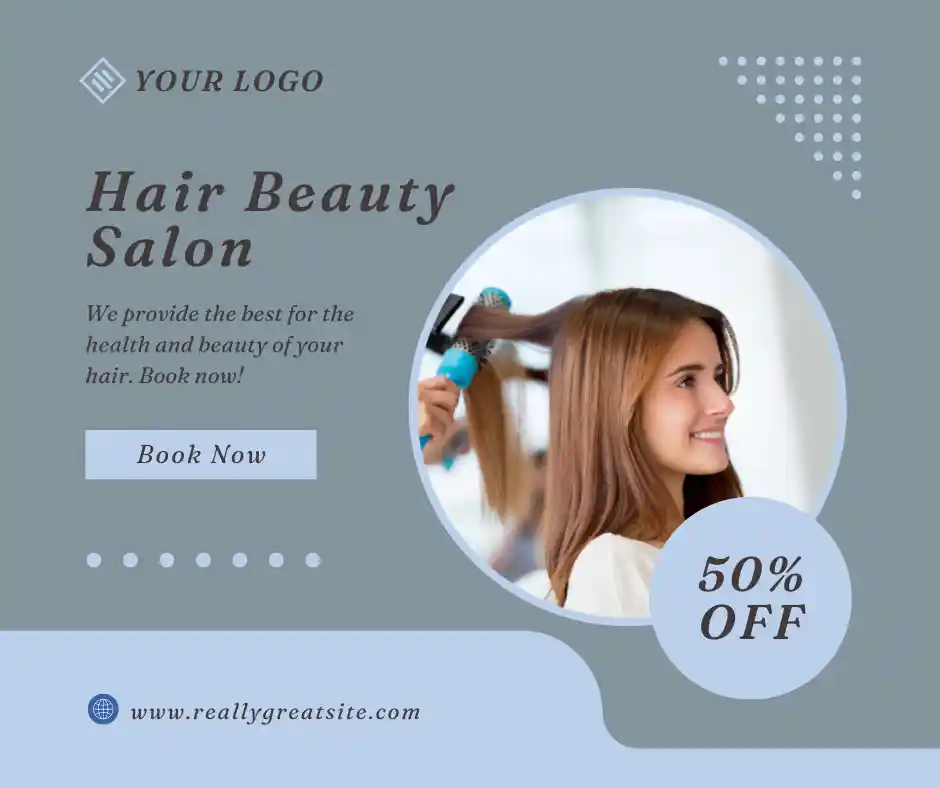 YOUR LOGO
Hair Beauty
Salon
We provide the best for the
health and beauty of your
hair. Book now!
Book Now
50%
OFF
www.reallygreatsite.com